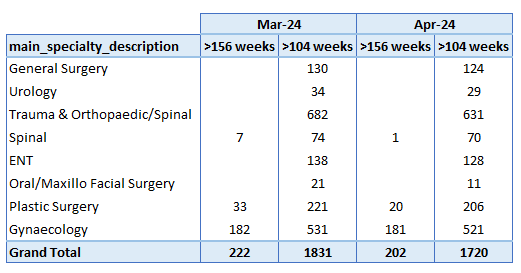 Mar-24 Apr-24
main_specialty_description >156 weeks >104 weeks >156 weeks >104 weeks
General Surgery 130 124
Urology 34 29
Trauma & Orthopaedic/Spinal 682 631
Spinal 7 74 1 70
ENT 138 128
Oral/Maxillo Facial Surgery 21 11
Plastic Surgery 33 221 20 206
Gynaecology 182 531 181 521
Grand Total 222 1831 202 1720